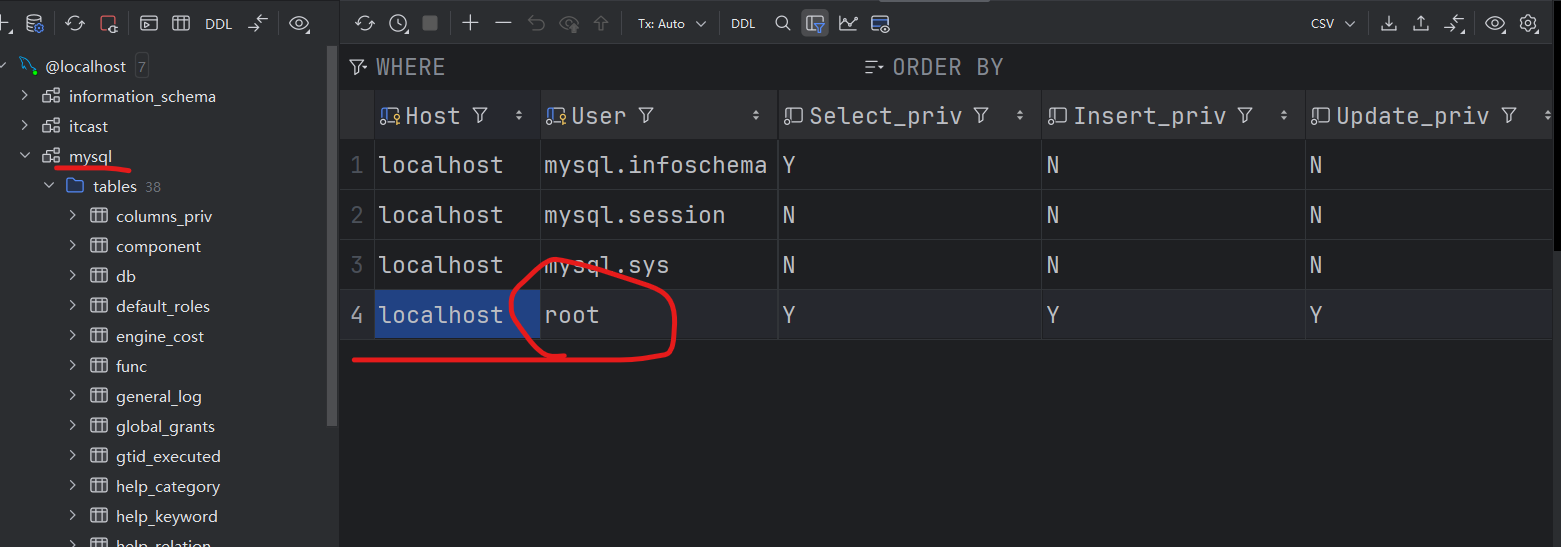 DDL
@localhost 7
information_schema
itcast
mysql
tables 38
columns_priv
component
db
default_roles
engine_cost
func
general_log
global_grants
gtid_executed
help_category
help_keyword
help_relation
Tx: Auto DDL CSV
WHERE ORDER BY
Host User Select_priv Insert_priv Update_priv
1 localhost mysql.infoschema Y N N
2 localhost mysql.session N N N
3 localhost mysql.sys N N N
4 localhost root Y Y Y